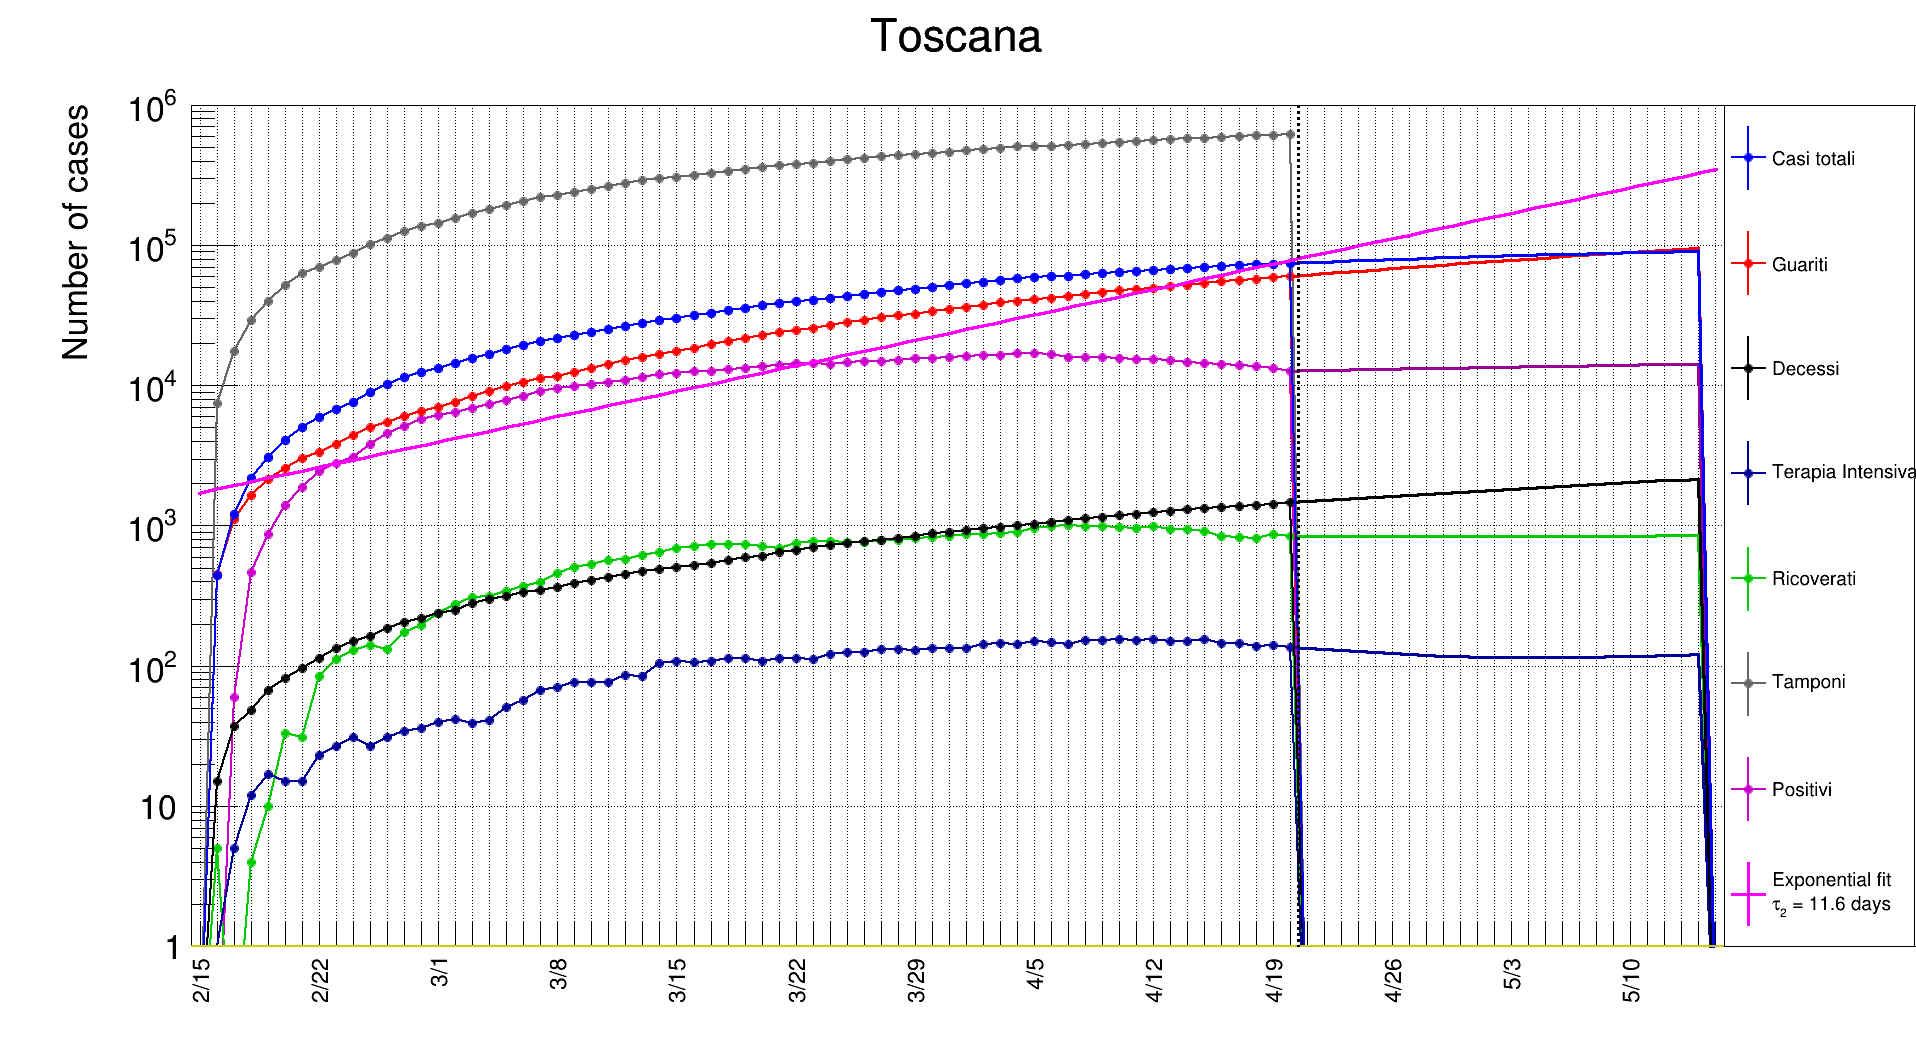 Toscana
Number of cases
10^6
10^5
10^4
10^3
10^2
10
1
2/15 2/22 3/1 3/8 3/15 3/22 3/29 4/5 4/12 4/19 4/26 5/3 5/10
Casi totali
Guariti
Decessi
Terapia Intensiva
Ricoverati
Tamponi
Positivi
Exponential fit
τ_2 = 11.6 days